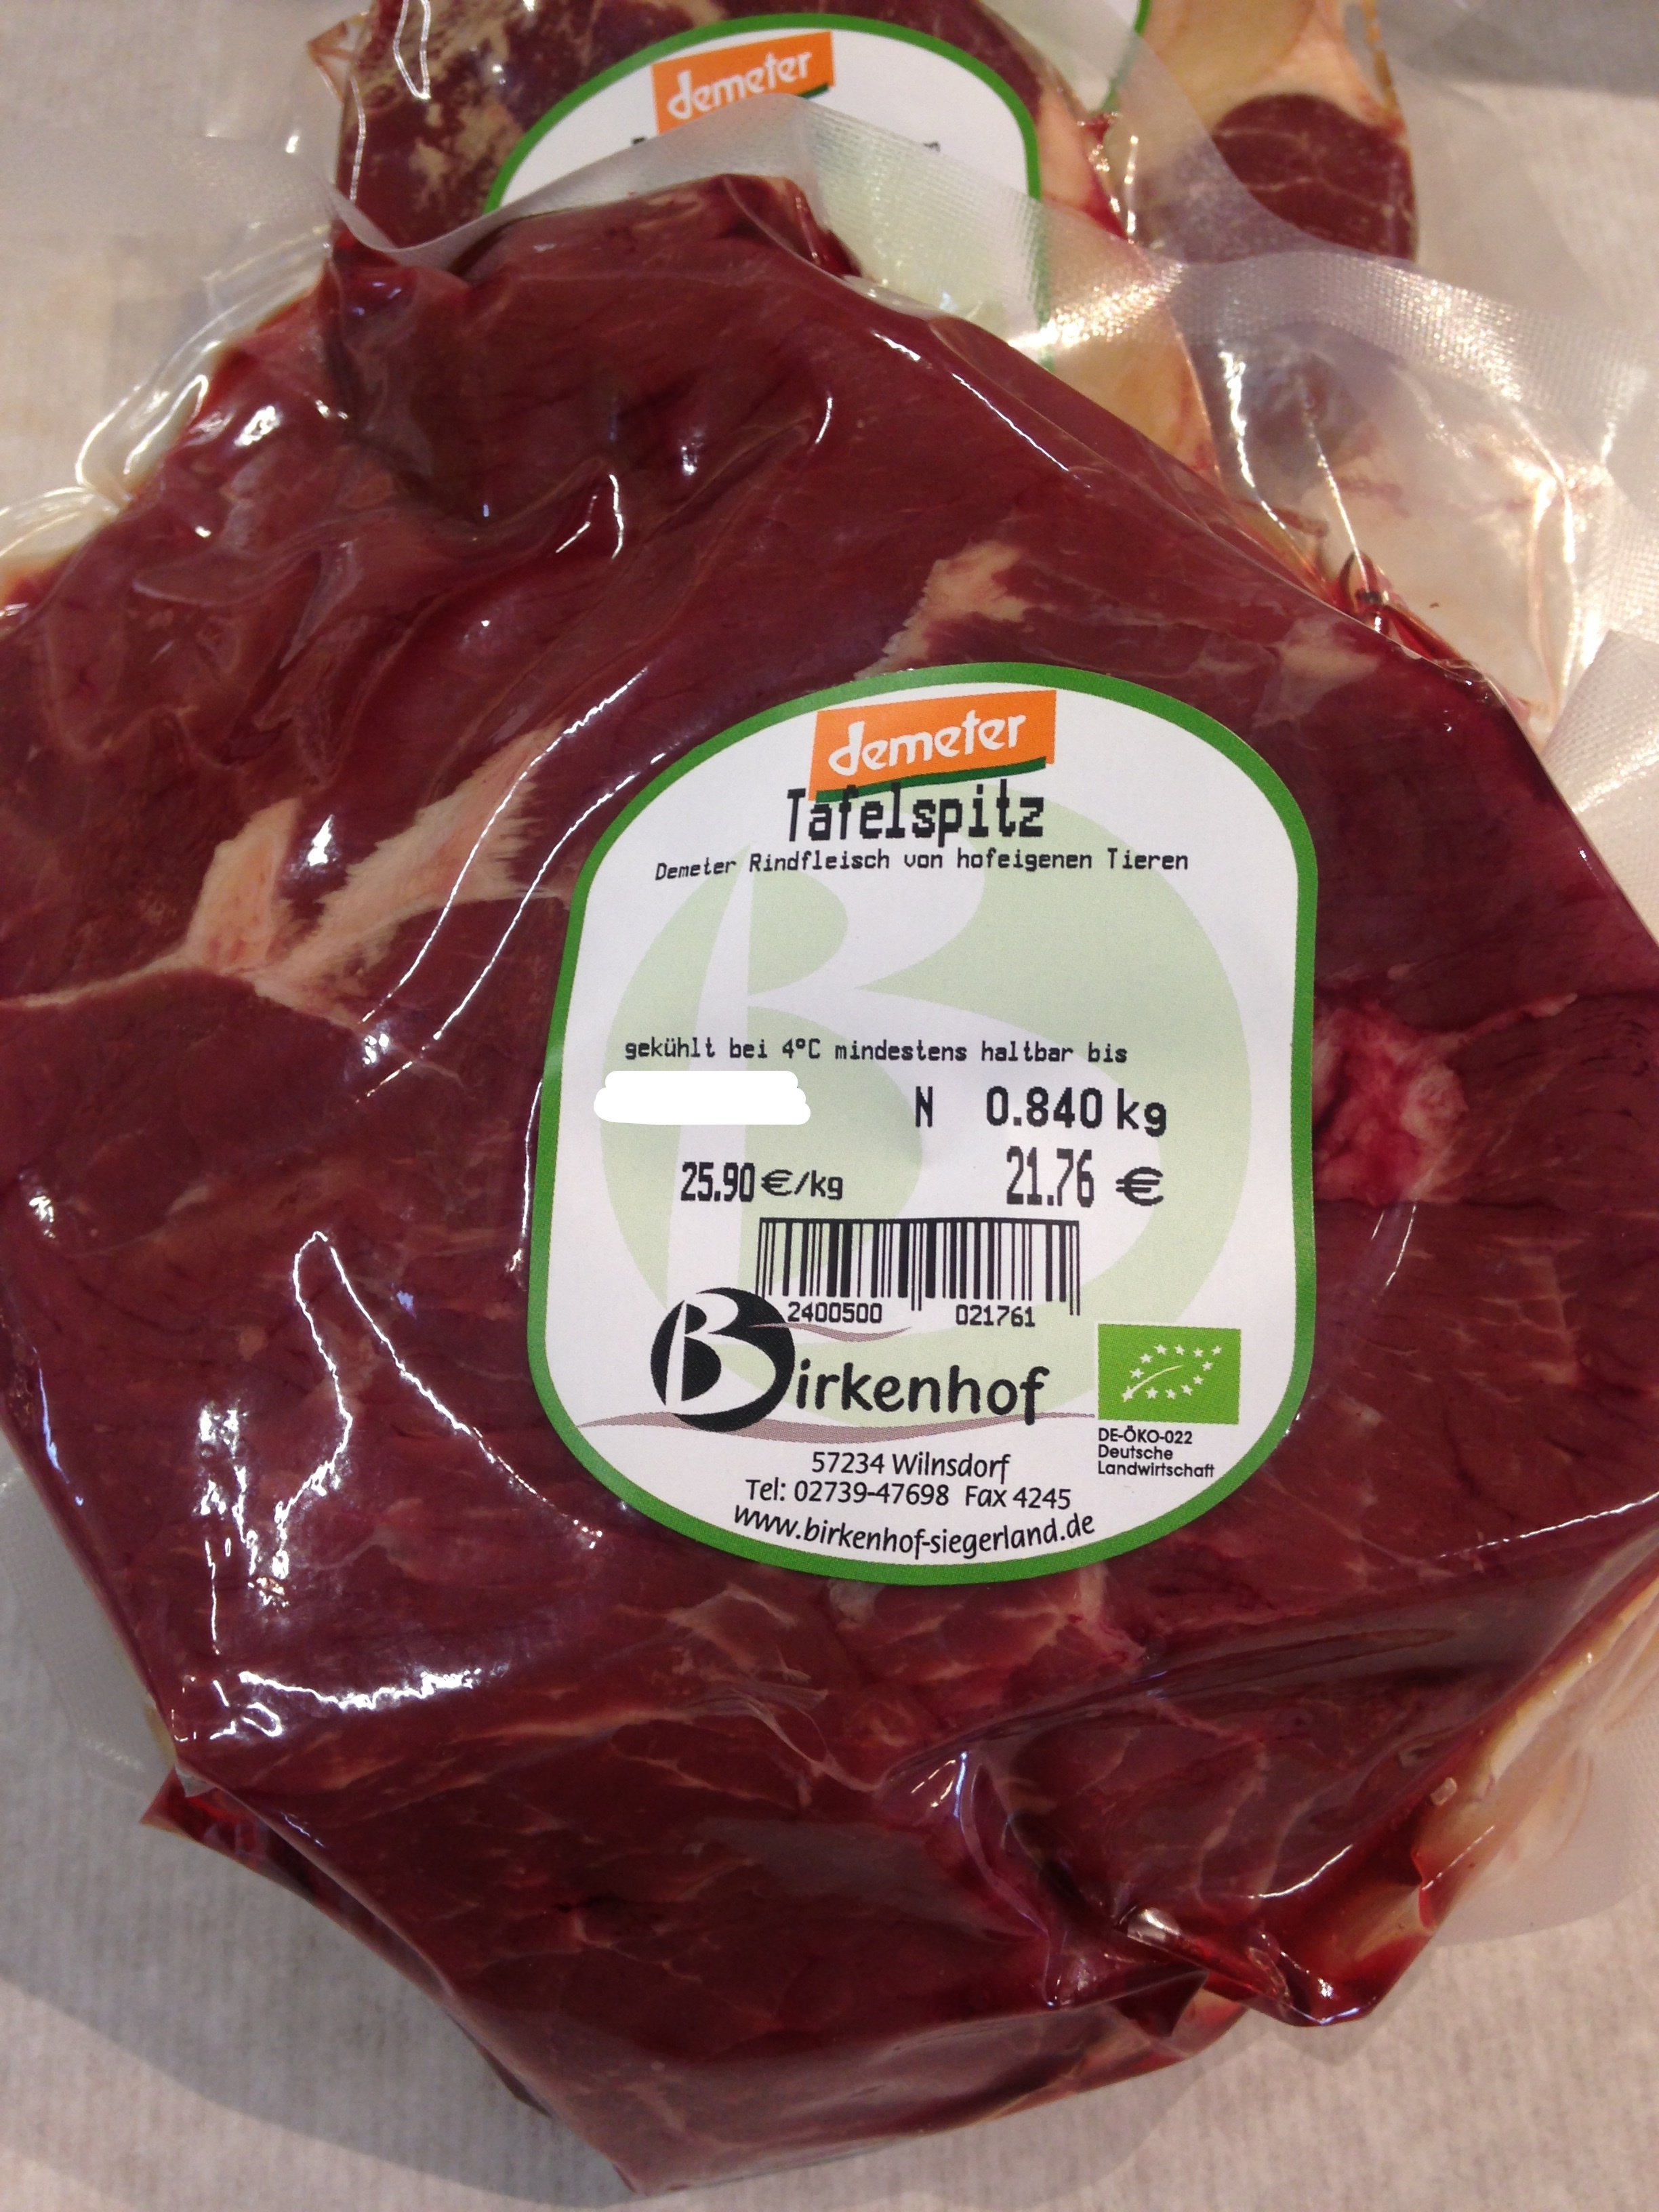 demeter
demeter
Tafelspitz
Demeter Rindfleisch von hofeigenen Tieren
gekühlt bei 4°C mindestens haltbar bis
N 0.840 kg
25.90 €/kg 21.76 €
2400500 021761
Birkenhof
DE-ÖKO-022
Deutsche
Landwirtschaft
57234 Wilnsdorf
Tel: 02739-47698 Fax 4245
www.birkenhof-siegerland.de